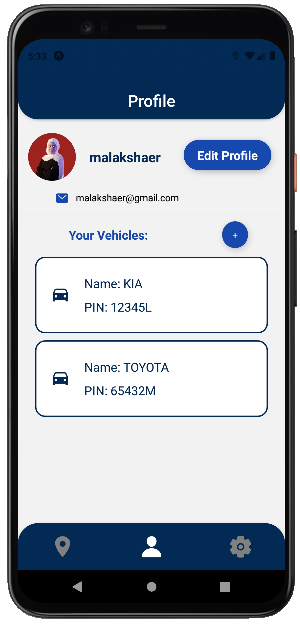 5:33
Profile
malakshaer
Edit Profile
malakshaer@gmail.com
Your Vehicles:
+
Name: KIA
PIN: 12345L
Name: TOYOTA
PIN: 65432M